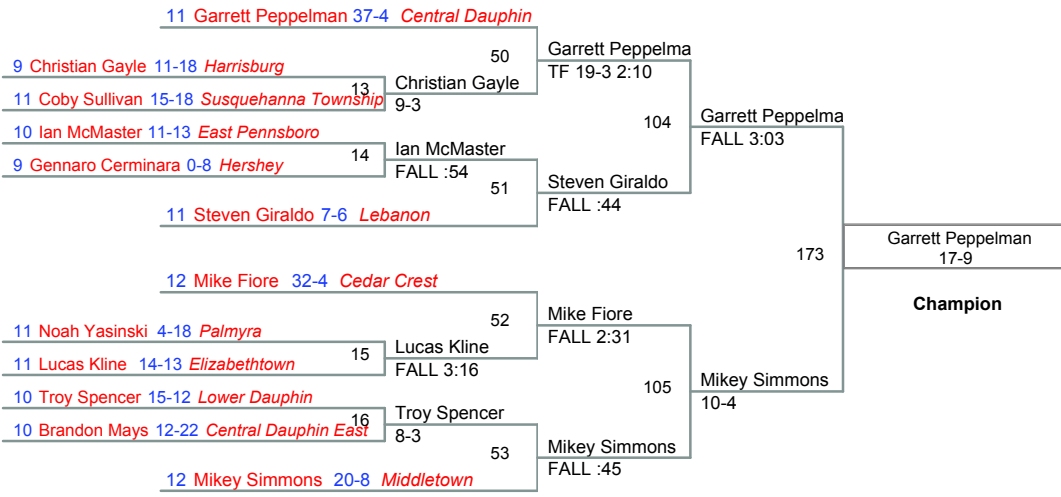 11 Garrett Peppelman 37-4 Central Dauphin
50
Garrett Peppelma
TF 19-3 2:10
9 Christian Gayle 11-18 Harrisburg
13
Christian Gayle
9-3
11 Coby Sullivan 15-18 Susquehanna Township
104
Garrett Peppelma
FALL 3:03
10 Ian McMaster 11-13 East Pennsboro
14
Ian McMaster
FALL :54
9 Gennaro Cerminara 0-8 Hershey
51
Steven Giraldo
FALL :44
11 Steven Giraldo 7-6 Lebanon
173
Garrett Peppelman
17-9
Champion
12 Mike Fiore 32-4 Cedar Crest
52
Mike Fiore
FALL 2:31
11 Noah Yasinski 4-18 Palmyra
15
Lucas Kline
FALL 3:16
11 Lucas Kline 14-13 Elizabethtown
105
Mikey Simmons
10-4
10 Troy Spencer 15-12 Lower Dauphin
16
Troy Spencer
8-3
10 Brandon Mays 12-22 Central Dauphin East
53
Mikey Simmons
FALL :45
12 Mikey Simmons 20-8 Middletown